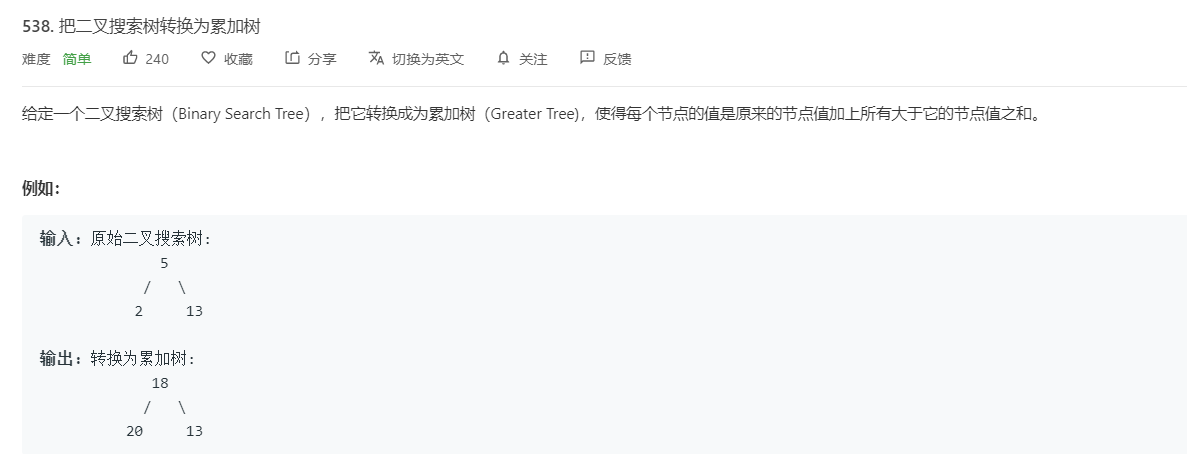 538. 把二叉搜索树转换为累加树
难度 简单 240 收藏 分享 切换为英文 关注 反馈
给定一个二叉搜索树（Binary Search Tree），把它转换成为累加树（Greater Tree)，使得每个节点的值是原来的节点值加上所有大于它的节点值之和。
例如：
输入: 原始二叉搜索树:
5
/ \
2 13
输出: 转换为累加树:
18
/ \
20 13